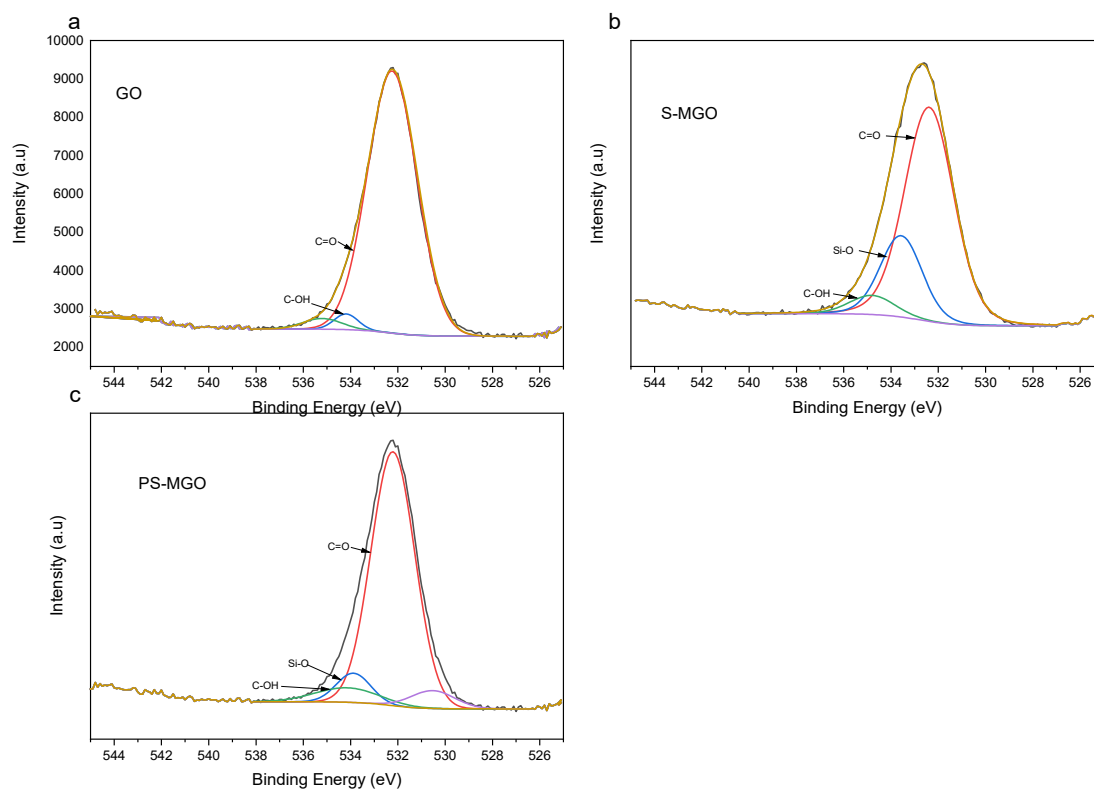 a
10000
9000
8000
7000
6000
5000
4000
3000
2000
Intensity (a.u)
GO
C=O
C-OH
544 542 540 538 536 534 532 530 528 526
Binding Energy (eV)
b
Intensity (a.u)
S-MGO
C=O
Si-O
C-OH
544 542 540 538 536 534 532 530 528 526
Binding Energy (eV)
c
Intensity (a.u)
PS-MGO
C=O
Si-O
C-OH
544 542 540 538 536 534 532 530 528 526
Binding Energy (eV)